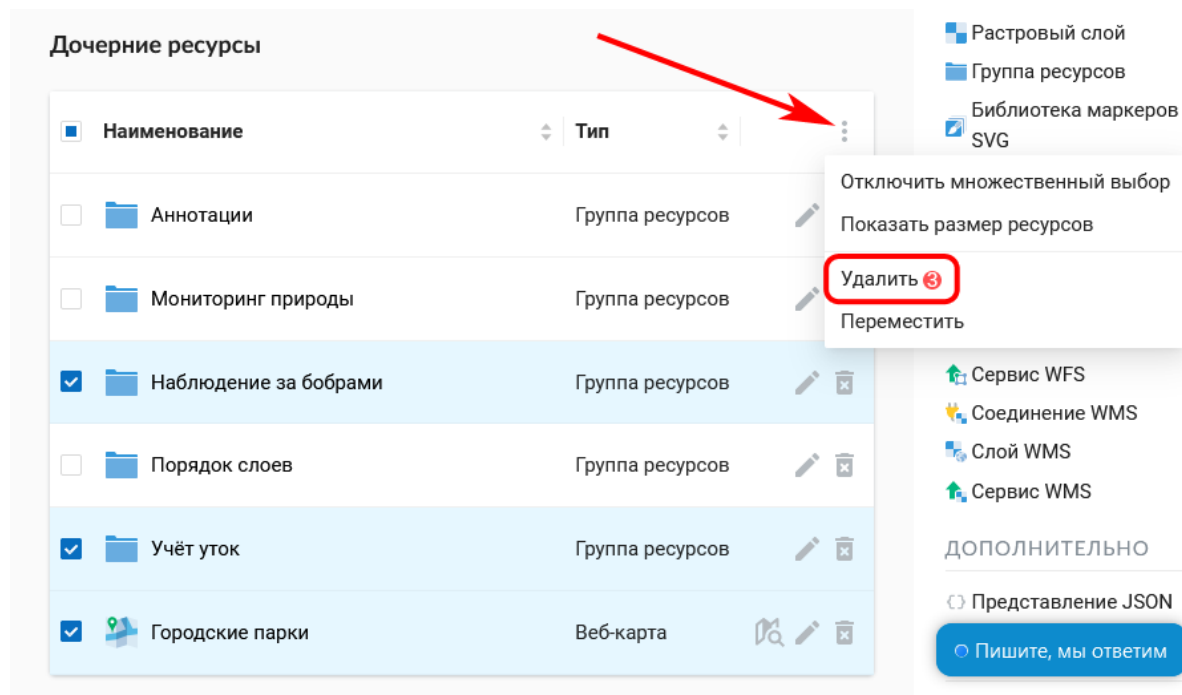 Дочерние ресурсы
Наименование
Тип
Аннотации
Группа ресурсов
Мониторинг природы
Группа ресурсов
Наблюдение за бобрами
Группа ресурсов
Порядок слоев
Группа ресурсов
Учёт уток
Группа ресурсов
Городские парки
Веб-карта
Отключить множественный выбор
Показать размер ресурсов
Удалить 3
Переместить
Растровый слой
Группа ресурсов
Библиотека маркеров
SVG
Сервис WFS
Соединение WMS
Слой WMS
Сервис WMS
ДОПОЛНИТЕЛЬНО
Представление JSON
Пишите, мы ответим